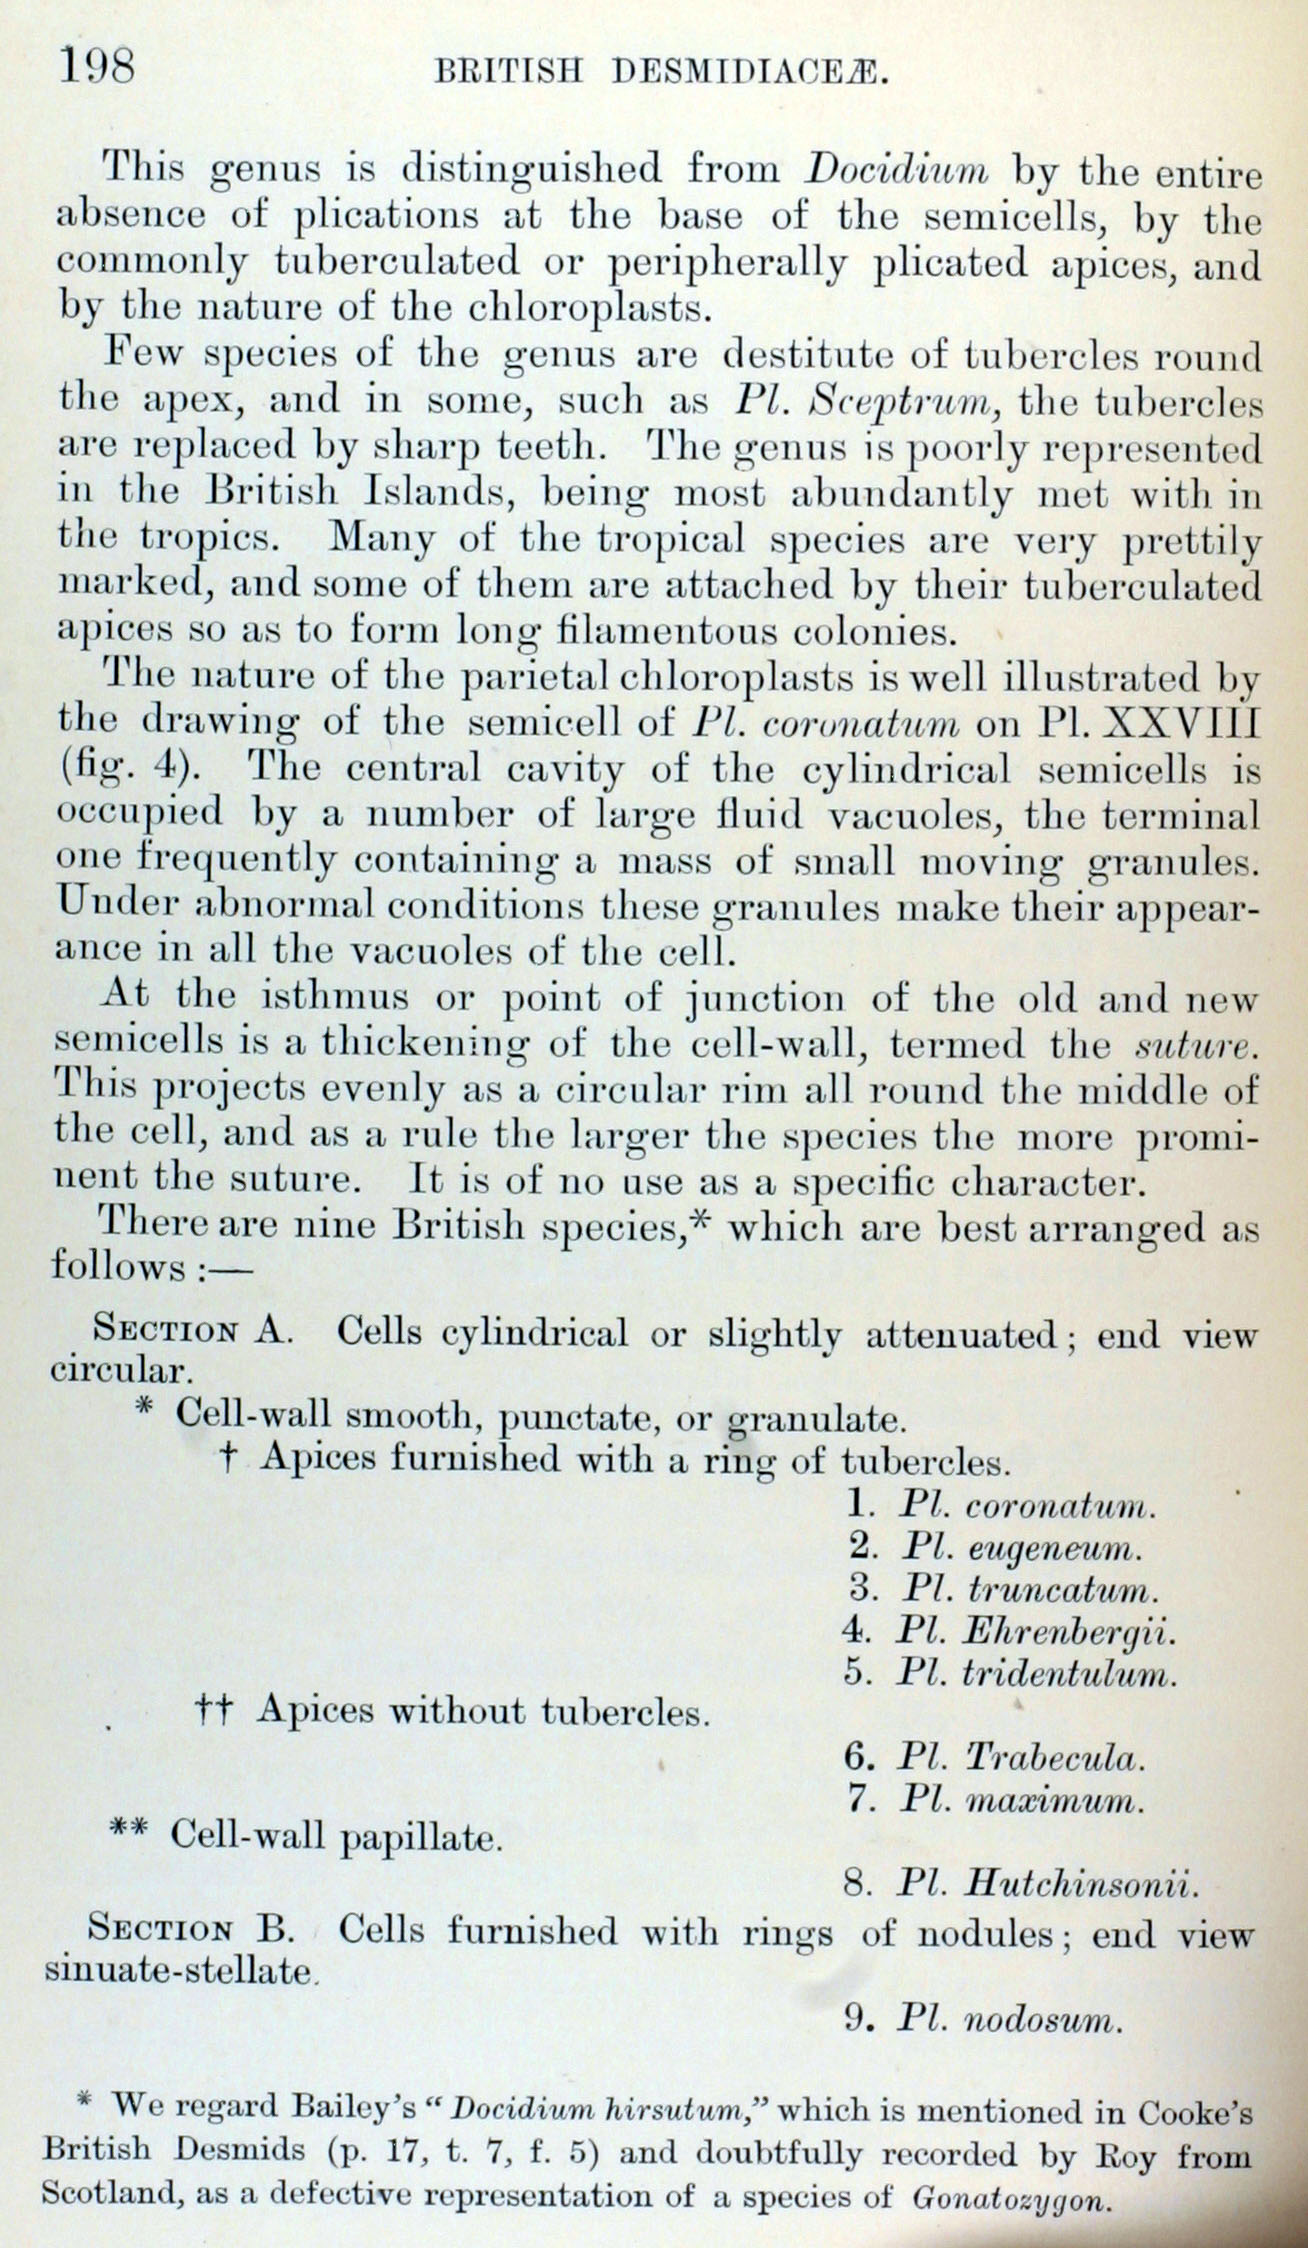 198
BRITISH DESMIDIACEÆ.
This genus is distinguished from Docidium by the entire
absence of plications at the base of the semicells, by the
commonly tuberculated or peripherally plicated apices, and
by the nature of the chloroplasts.
Few species of the genus are destitute of tubercles round
the apex, and in some, such as Pl. Sceptrum, the tubercles
are replaced by sharp teeth. The genus is poorly represented
in the British Islands, being most abundantly met with in
the tropics. Many of the tropical species are very prettily
marked, and some of them are attached by their tuberculated
apices so as to form long filamentous colonies.
The nature of the parietal chloroplasts is well illustrated by
the drawing of the semicell of Pl. coronatum on Pl. XXVIII
(fig. 4). The central cavity of the cylindrical semicells is
occupied by a number of large fluid vacuoles, the terminal
one frequently containing a mass of small moving granules.
Under abnormal conditions these granules make their appear-
ance in all the vacuoles of the cell.
At the isthmus or point of junction of the old and new
semicells is a thickening of the cell-wall, termed the suture.
This projects evenly as a circular rim all round the middle of
the cell, and as a rule the larger the species the more promi-
nent the suture. It is of no use as a specific character.
There are nine British species,* which are best arranged as
follows :—
SECTION A. Cells cylindrical or slightly attenuated; end view
circular.
* Cell-wall smooth, punctate, or granulate.
† Apices furnished with a ring of tubercles.
1. Pl. coronatum.
2. Pl. eugeneum.
3. Pl. truncatum.
4. Pl. Ehrenbergii.
5. Pl. tridentulum.
†† Apices without tubercles.
6. Pl. Trabecula.
7. Pl. maximum.
** Cell-wall papillate.
8. Pl. Hutchinsonii.
SECTION B. Cells furnished with rings of nodules; end view
sinuate-stellate.
9. Pl. nodosum.
* We regard Bailey's “Docidium hirsutum,” which is mentioned in Cooke's
British Desmids (p. 17, t. 7, f. 5) and doubtfully recorded by Roy from
Scotland, as a defective representation of a species of Gonatozygon.